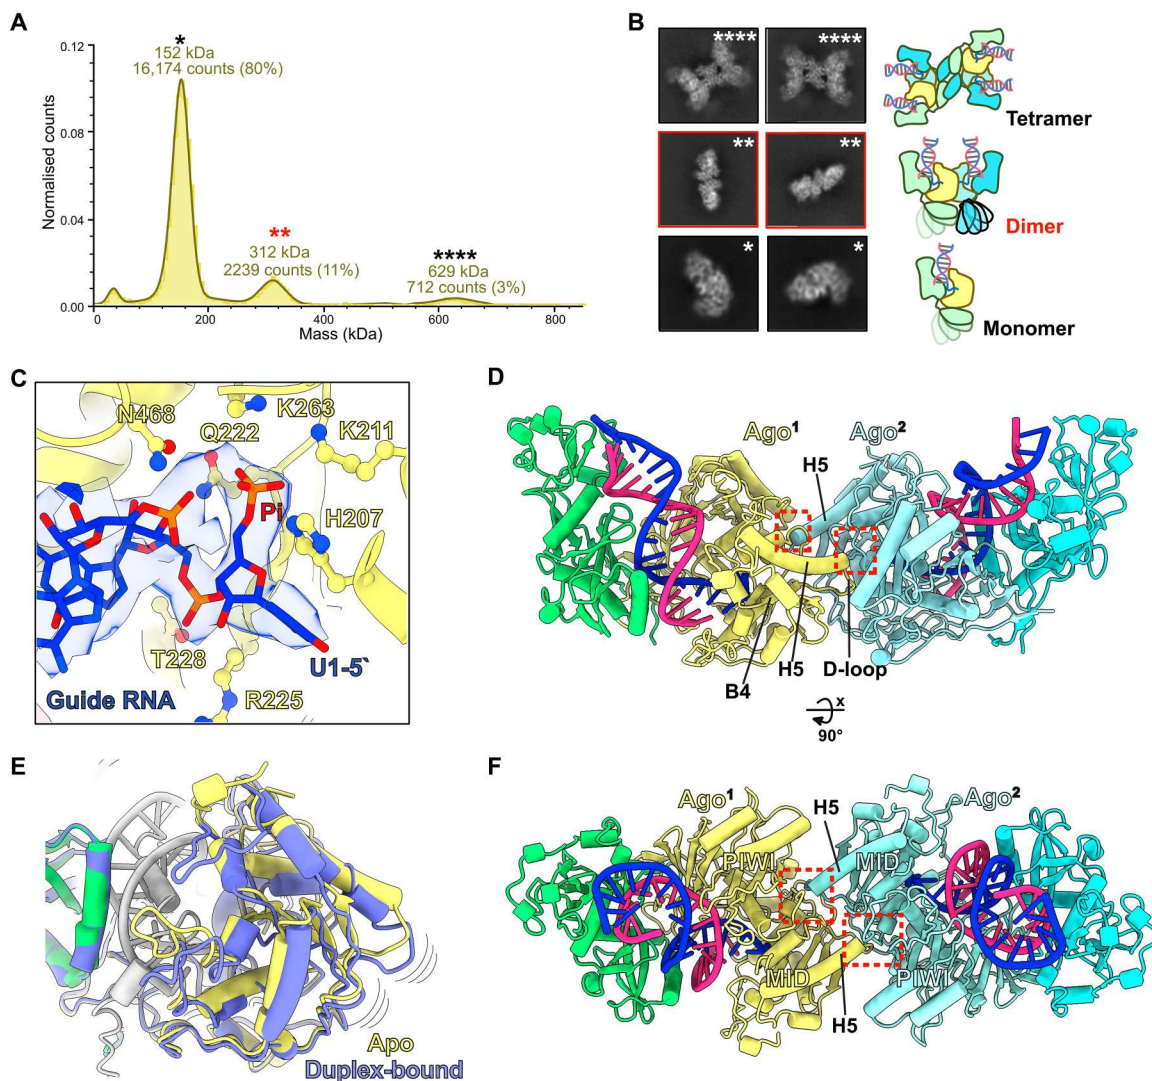 A
0.12
0.08
0.04
0.00
Normalised counts
*
152 kDa
16,174 counts (80%)
**
312 kDa
2239 counts (11%)
****
629 kDa
712 counts (3%)
0
200
400
600
800
Mass (kDa)
B
****
****
Tetramer
**
**
Dimer
*
*
Monomer
C
N468
K263
Q222
K211
Pi
H207
T228
U1-5`
Guide RNA
R225
D
Ago¹
Ago²
H5
B4
H5
D-loop
x
90°
E
Apo
Duplex-bound
F
Ago¹
Ago²
H5
PIWI
MID
MID
PIWI
H5